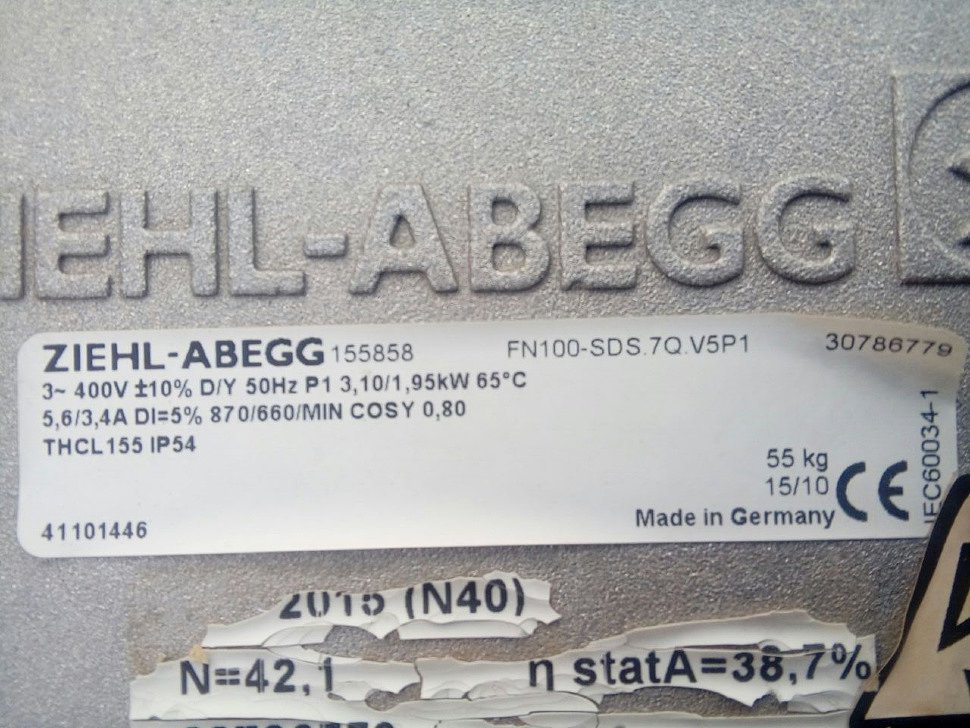 ZIEHL-ABEGG
ZIEHL-ABEGG 155858 FN100-SDS.7Q.V5P1 30786779
3~ 400V ±10% D/Y 50Hz P1 3,10/1,95kW 65°C
5,6/3,4A DI=5% 870/660/MIN COSY 0,80
THCL155 IP54
55 kg
15/10
CE
IEC60034-1
41101446 Made in Germany
2015 (N40)
N=42,1 η statA=38,7%